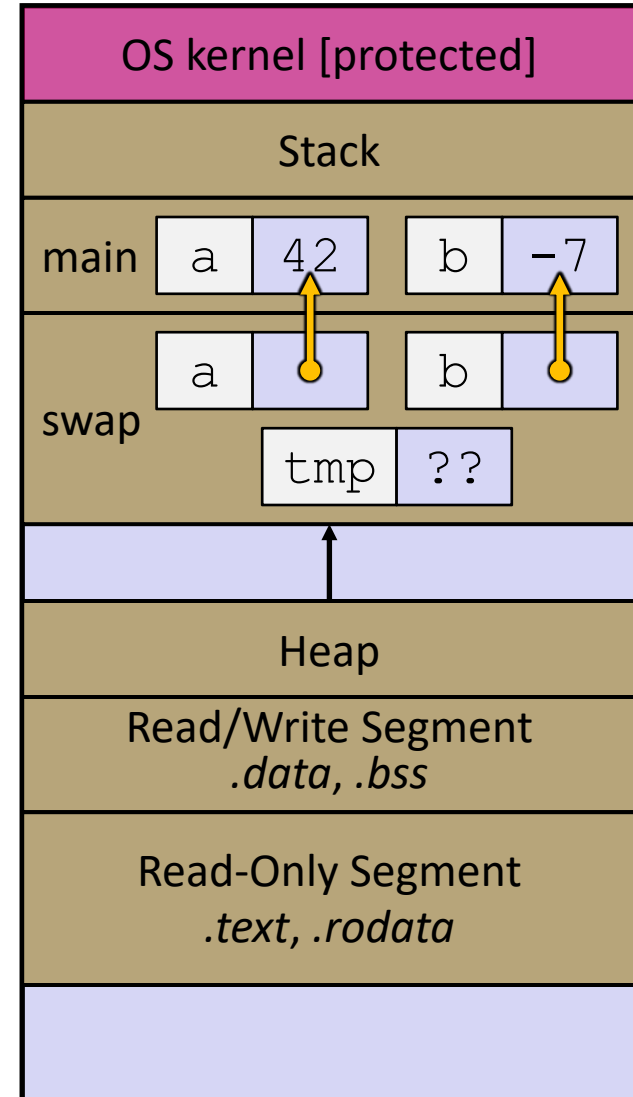 OS kernel [protected]
Stack
main a 42 b -7
a b
swap
tmp ??
Heap
Read/Write Segment
.data, .bss
Read-Only Segment
.text, .rodata